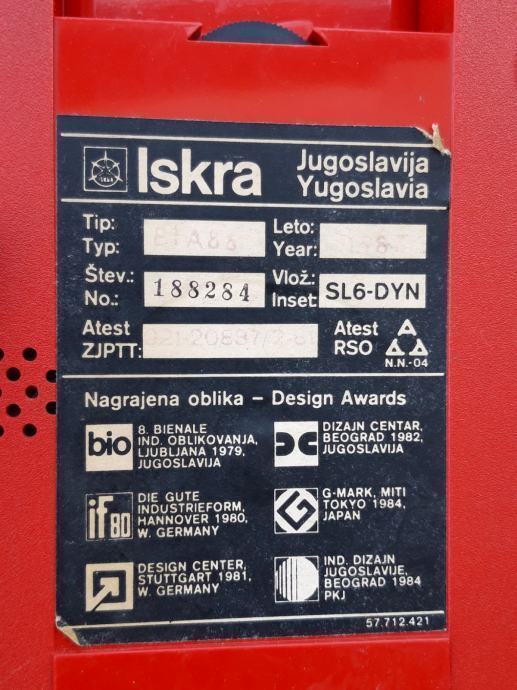 Iskra
Jugoslavija
Yugoslavia
Tip:
Typ:
Leto:
Year:
Štev.:
No.: 188284
Vlož.:
Inset: SL6-DYN
Atest
ZJPTT:
Atest
RSO
N.N.-04
Nagrajena oblika – Design Awards
bio
8. BIENALE
IND. OBLIKOVANJA,
LJUBLJANA 1979,
JUGOSLAVIJA
DIZAJN CENTAR,
BEOGRAD 1982,
JUGOSLAVIJA
if 80
DIE GUTE
INDUSTRIEFORM,
HANNOVER 1980,
W. GERMANY
G-MARK, MITI
TOKYO 1984,
JAPAN
DESIGN CENTER,
STUTTGART 1981,
W. GERMANY
IND. DIZAJN
JUGOSLAVIJE,
BEOGRAD 1984
PKJ
57.712.421